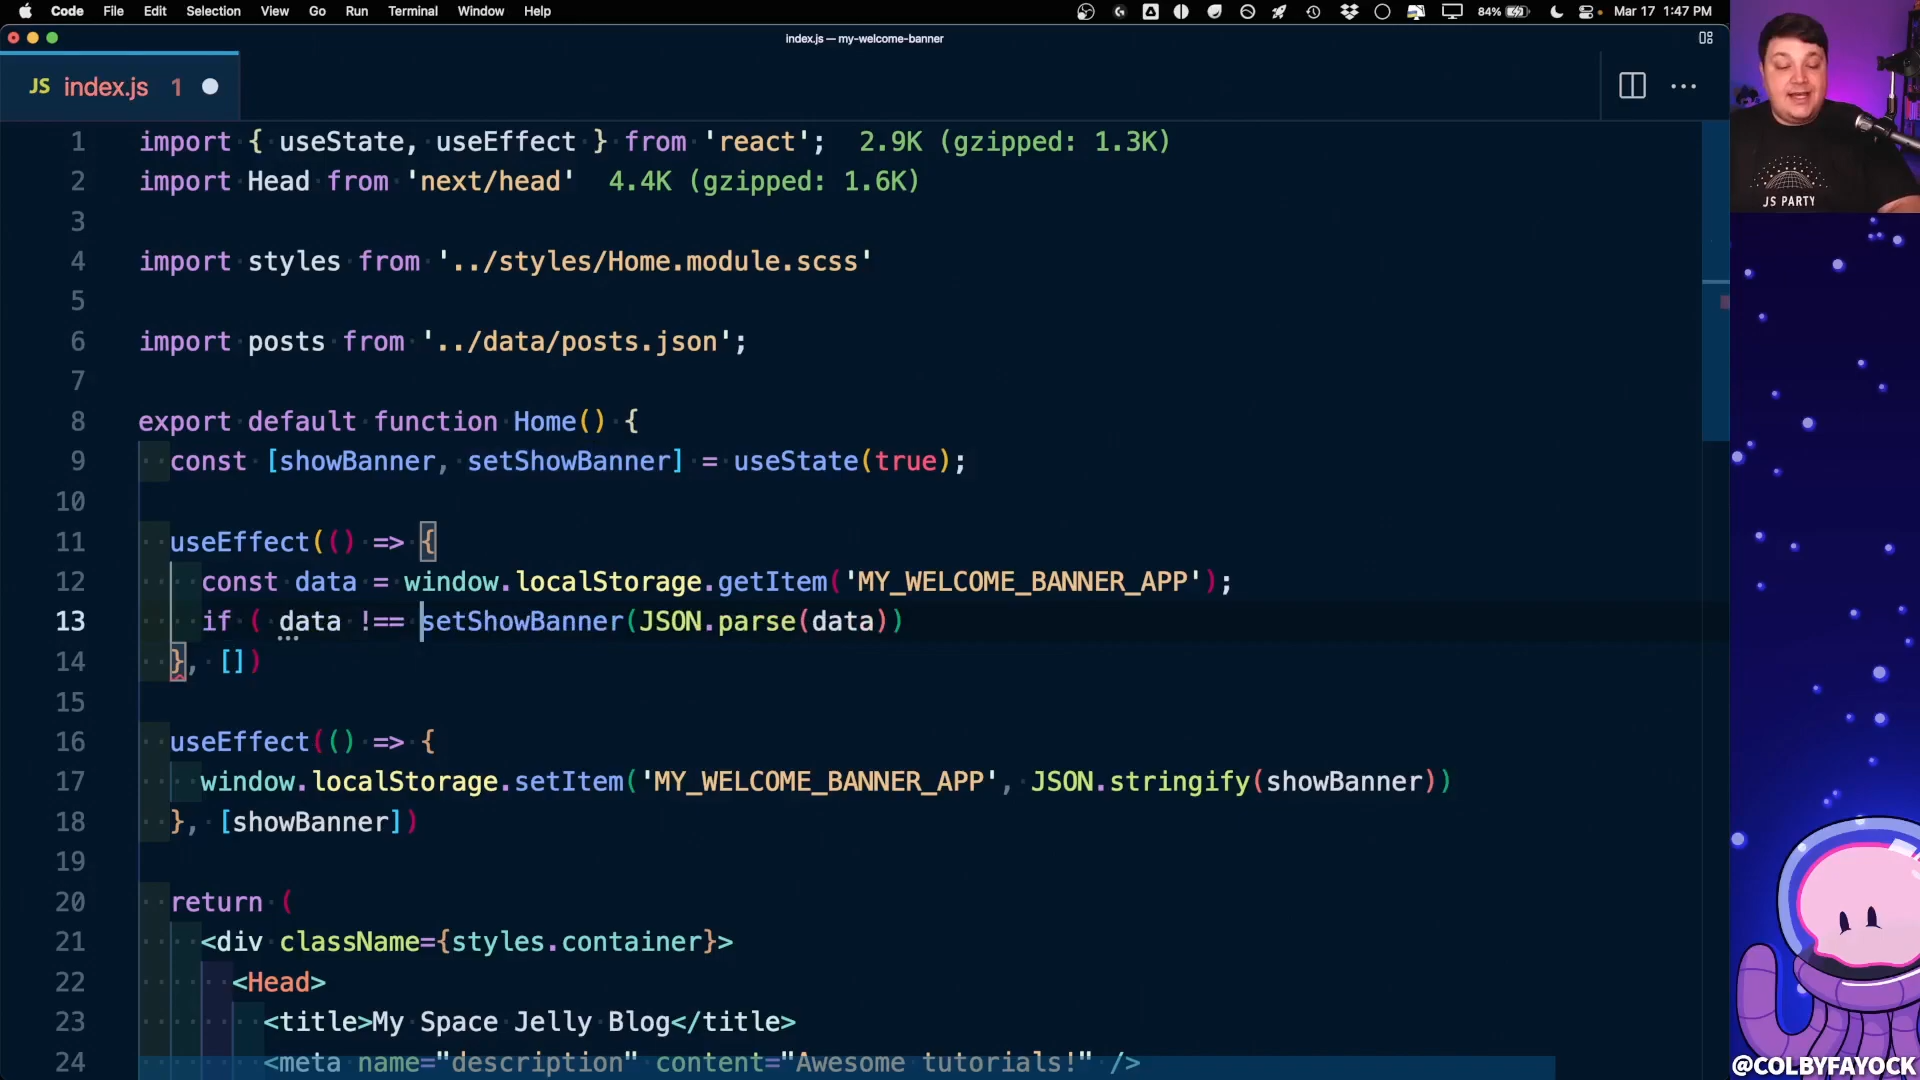 Code File Edit Selection View Go Run Terminal Window Help 84% Mar 17 1:47 PM
index.js — my-welcome-banner
JS index.js 1
1 import { useState, useEffect } from 'react'; 2.9K (gzipped: 1.3K)
2 import Head from 'next/head' 4.4K (gzipped: 1.6K)
3
4 import styles from '../styles/Home.module.scss'
5
6 import posts from '../data/posts.json';
7
8 export default function Home() {
9 const [showBanner, setShowBanner] = useState(true);
10
11 useEffect(() => {
12 const data = window.localStorage.getItem('MY_WELCOME_BANNER_APP');
13 if ( data !== setShowBanner(JSON.parse(data))
14 }, [])
15
16 useEffect(() => {
17 window.localStorage.setItem('MY_WELCOME_BANNER_APP', JSON.stringify(showBanner))
18 }, [showBanner])
19
20 return (
21 <div className={styles.container}>
22 <Head>
23 <title>My Space Jelly Blog</title>
24 <meta name="description" content="Awesome tutorials!" />
JS PARTY
@COLBYFAYOCK